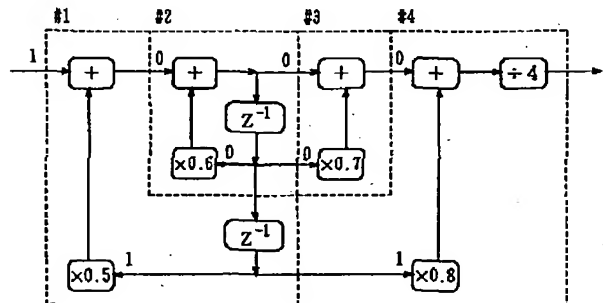 #1 #2 #3 #4
1 + 0 + 0 + 0 + ÷4
Z⁻¹
×0.6 0 0 ×0.7
Z⁻¹
×0.5 1 1 ×0.8